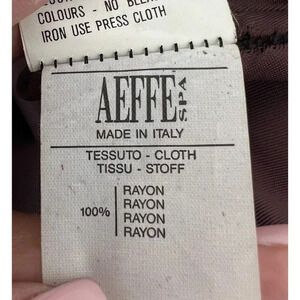 COLOURS - NO BLEA
IRON USE PRESS CLOTH
AEFFE SPA
MADE IN ITALY
TESSUTO - CLOTH
TISSU - STOFF
100%
RAYON
RAYON
RAYON
RAYON